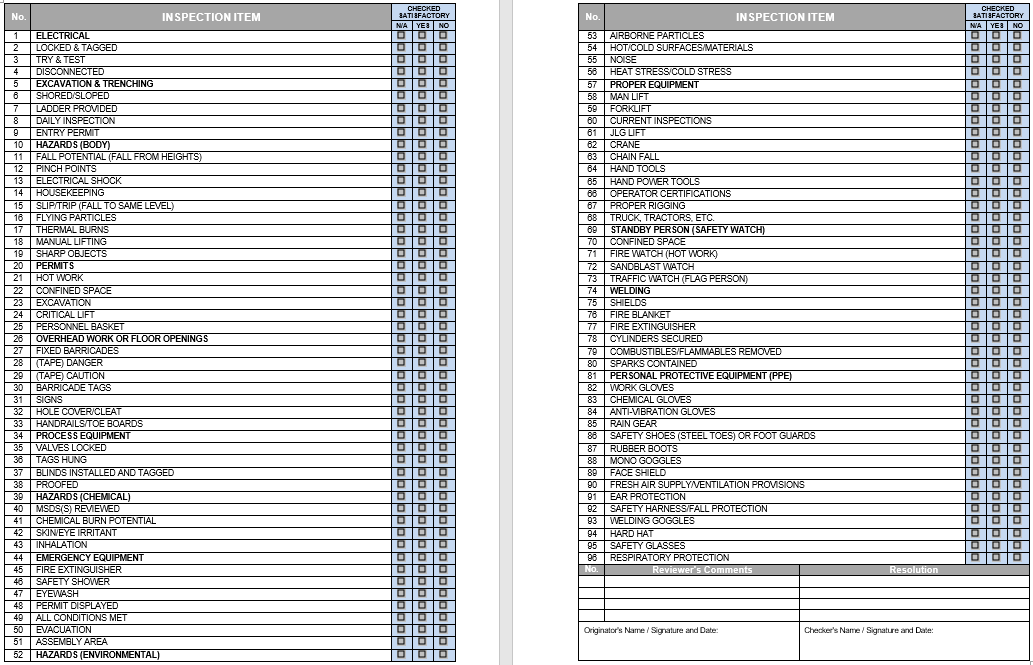 No. INSPECTION ITEM CHECKED SATISFACTORY
N/A YES NO
1 ELECTRICAL
2 LOCKED & TAGGED
3 TRY & TEST
4 DISCONNECTED
5 EXCAVATION & TRENCHING
6 SHORED/SLOPED
7 LADDER PROVIDED
8 DAILY INSPECTION
9 ENTRY PERMIT
10 HAZARDS (BODY)
11 FALL POTENTIAL (FALL FROM HEIGHTS)
12 PINCH POINTS
13 ELECTRICAL SHOCK
14 HOUSEKEEPING
15 SLIP/TRIP (FALL TO SAME LEVEL)
16 FLYING PARTICLES
17 THERMAL BURNS
18 MANUAL LIFTING
19 SHARP OBJECTS
20 PERMITS
21 HOT WORK
22 CONFINED SPACE
23 EXCAVATION
24 CRITICAL LIFT
25 PERSONNEL BASKET
26 OVERHEAD WORK OR FLOOR OPENINGS
27 FIXED BARRICADES
28 (TAPE) DANGER
29 (TAPE) CAUTION
30 BARRICADE TAGS
31 SIGNS
32 HOLE COVER/CLEAT
33 HANDRAILS/TOE BOARDS
34 PROCESS EQUIPMENT
35 VALVES LOCKED
36 TAGS HUNG
37 BLINDS INSTALLED AND TAGGED
38 PROOFED
39 HAZARDS (CHEMICAL)
40 MSDS(S) REVIEWED
41 CHEMICAL BURN POTENTIAL
42 SKIN/EYE IRRITANT
43 INHALATION
44 EMERGENCY EQUIPMENT
45 FIRE EXTINGUISHER
46 SAFETY SHOWER
47 EYEWASH
48 PERMIT DISPLAYED
49 ALL CONDITIONS MET
50 EVACUATION
51 ASSEMBLY AREA
52 HAZARDS (ENVIRONMENTAL)
No. INSPECTION ITEM CHECKED SATISFACTORY
N/A YES NO
53 AIRBORNE PARTICLES
54 HOT/COLD SURFACES/MATERIALS
55 NOISE
56 HEAT STRESS/COLD STRESS
57 PROPER EQUIPMENT
58 MAN LIFT
59 FORKLIFT
60 CURRENT INSPECTIONS
61 JLG LIFT
62 CRANE
63 CHAIN FALL
64 HAND TOOLS
65 HAND POWER TOOLS
66 OPERATOR CERTIFICATIONS
67 PROPER RIGGING
68 TRUCK, TRACTORS, ETC.
69 STANDBY PERSON (SAFETY WATCH)
70 CONFINED SPACE
71 FIRE WATCH (HOT WORK)
72 SANDBLAST WATCH
73 TRAFFIC WATCH (FLAG PERSON)
74 WELDING
75 SHIELDS
76 FIRE BLANKET
77 FIRE EXTINGUISHER
78 CYLINDERS SECURED
79 COMBUSTIBLES/FLAMMABLES REMOVED
80 SPARKS CONTAINED
81 PERSONAL PROTECTIVE EQUIPMENT (PPE)
82 WORK GLOVES
83 CHEMICAL GLOVES
84 ANTI-VIBRATION GLOVES
85 RAIN GEAR
86 SAFETY SHOES (STEEL TOES) OR FOOT GUARDS
87 RUBBER BOOTS
88 MONO GOGGLES
89 FACE SHIELD
90 FRESH AIR SUPPLY/VENTILATION PROVISIONS
91 EAR PROTECTION
92 SAFETY HARNESS/FALL PROTECTION
93 WELDING GOGGLES
94 HARD HAT
95 SAFETY GLASSES
96 RESPIRATORY PROTECTION
No. Reviewer's Comments Resolution
Originator's Name / Signature and Date: Checker's Name / Signature and Date: